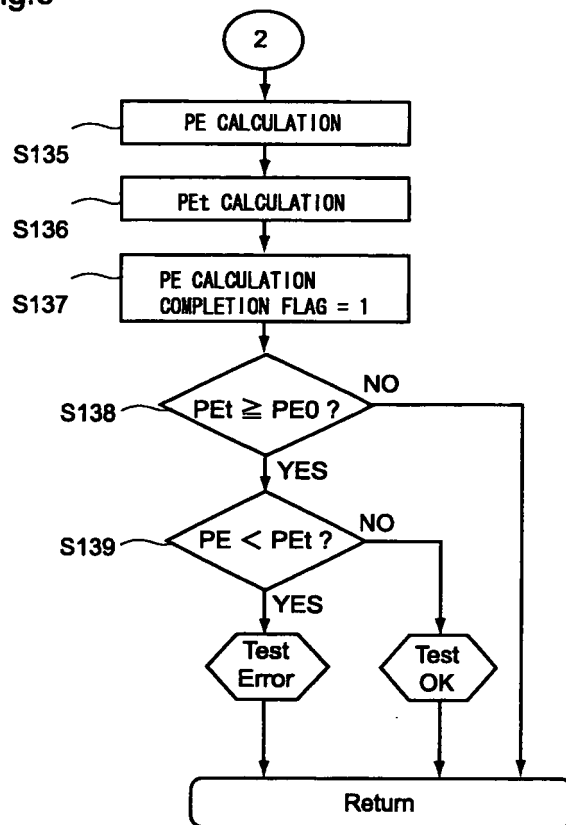 2
PE CALCULATION
S135
PEt CALCULATION
S136
PE CALCULATION
COMPLETION FLAG = 1
S137
PEt ≧ PE0 ?
NO
S138
YES
PE < PEt ?
NO
S139
YES
Test
Error
Test
OK
Return